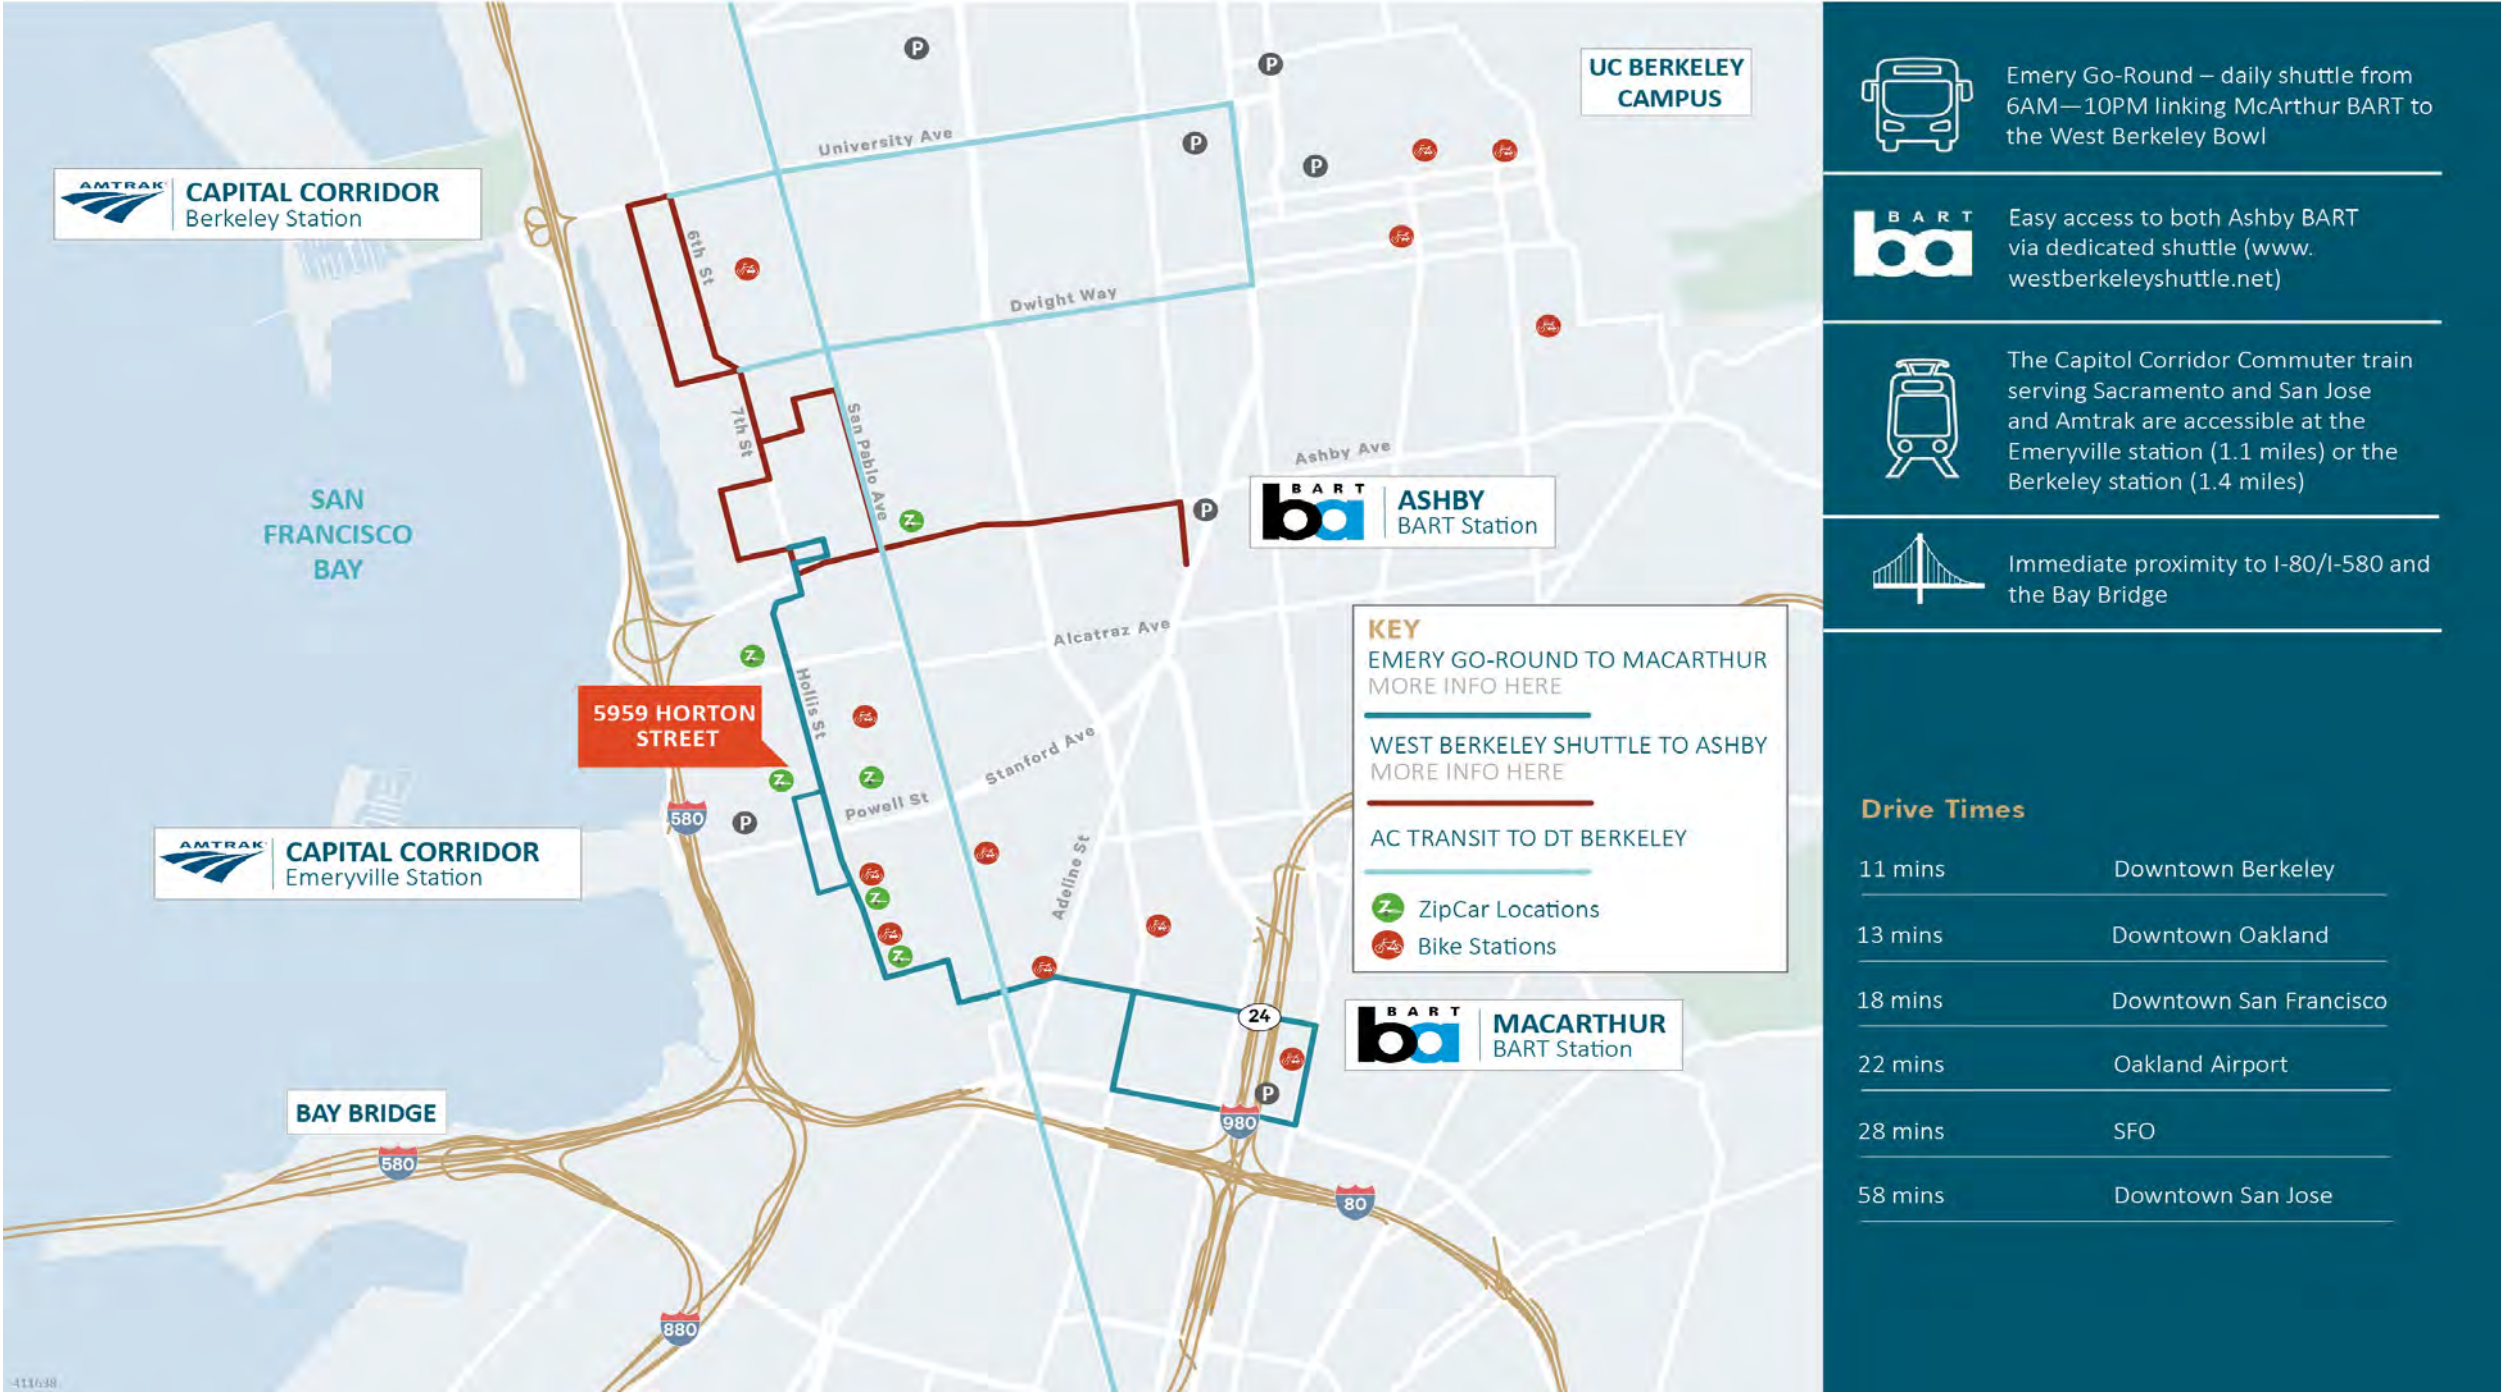 UC BERKELEY
CAMPUS
University Ave
AMTRAK
CAPITAL CORRIDOR
Berkeley Station
6th St
Dwight Way
7th St
San Pablo Ave
Ashby Ave
SAN
FRANCISCO
BAY
BART
ba
ASHBY
BART Station
Alcatraz Ave
Hollis St
5959 HORTON
STREET
Stanford Ave
Powell St
580
AMTRAK
CAPITAL CORRIDOR
Emeryville Station
Adeline St
KEY
EMERY GO-ROUND TO MACARTHUR
MORE INFO HERE
WEST BERKELEY SHUTTLE TO ASHBY
MORE INFO HERE
AC TRANSIT TO DT BERKELEY
ZipCar Locations
Bike Stations
24
BART
ba
MACARTHUR
BART Station
BAY BRIDGE
580
980
80
880
411638
P
P
P
P
P
P
P
Z
Z
Z
Z
Z
Z
Z
Emery Go-Round – daily shuttle from
6AM—10PM linking McArthur BART to
the West Berkeley Bowl
BART
ba
Easy access to both Ashby BART
via dedicated shuttle (www.
westberkeleyshuttle.net)
The Capitol Corridor Commuter train
serving Sacramento and San Jose
and Amtrak are accessible at the
Emeryville station (1.1 miles) or the
Berkeley station (1.4 miles)
Immediate proximity to I-80/I-580 and
the Bay Bridge
Drive Times
11 mins Downtown Berkeley
13 mins Downtown Oakland
18 mins Downtown San Francisco
22 mins Oakland Airport
28 mins SFO
58 mins Downtown San Jose